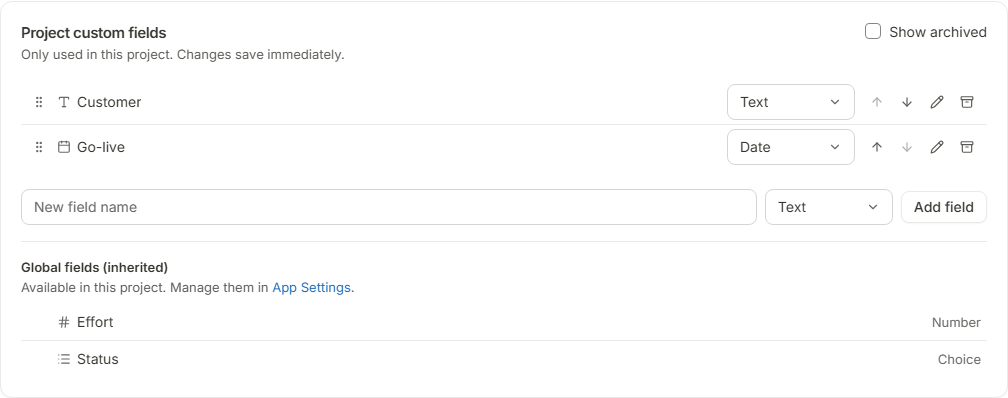 Project custom fields
Show archived
Only used in this project. Changes save immediately.
Customer
Text
Go-live
Date
New field name
Text
Add field
Global fields (inherited)
Available in this project. Manage them in App Settings.
Effort
Number
Status
Choice